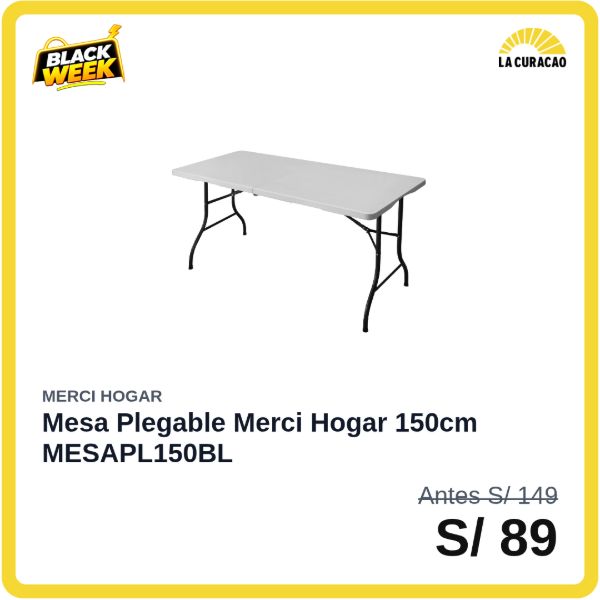 BLACK
WEEK
LA CURACAO
MERCI HOGAR
Mesa Plegable Merci Hogar 150cm
MESAPL150BL
Antes S/ 149
S/ 89